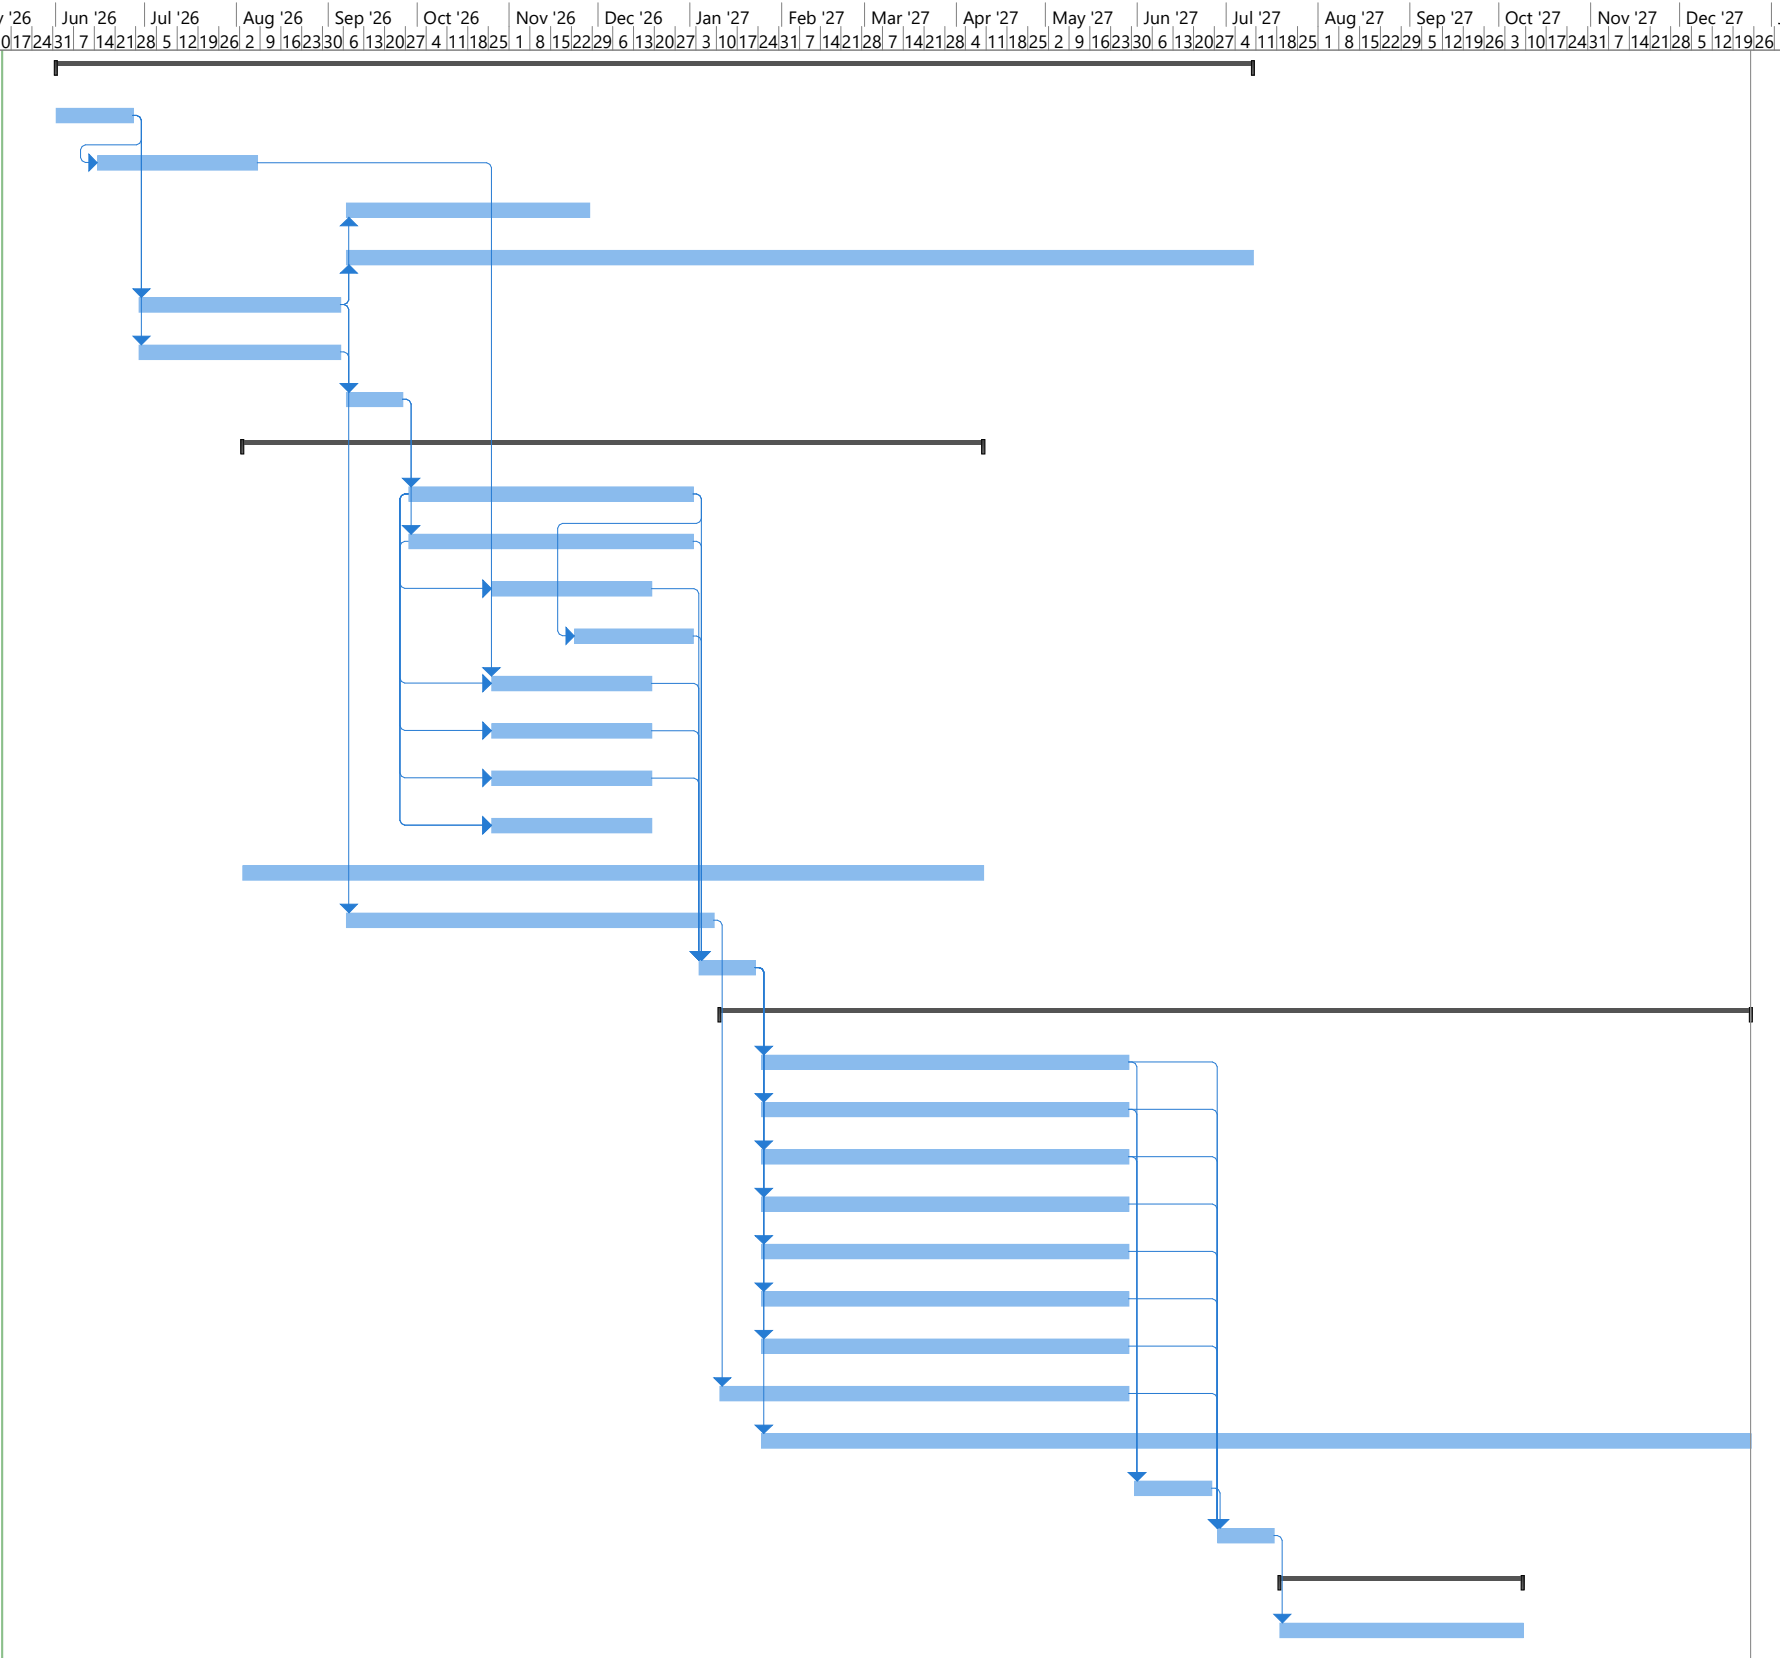 Jun '26 Jul '26 Aug '26 Sep '26 Oct '26 Nov '26 Dec '26 Jan '27 Feb '27 Mar '27 Apr '27 May '27 Jun '27 Jul '27 Aug '27 Sep '27 Oct '27 Nov '27 Dec '27
0 17 24 31 7 14 21 28 5 12 19 26 2 9 16 23 30 6 13 20 27 4 11 18 25 1 8 15 22 29 6 13 20 27 3 10 17 24 31 7 14 21 28 7 14 21 28 4 11 18 25 2 9 16 23 30 6 13 20 27 4 11 18 25 1 8 15 22 29 5 12 19 26 3 10 17 24 31 7 14 21 28 5 12 19 26